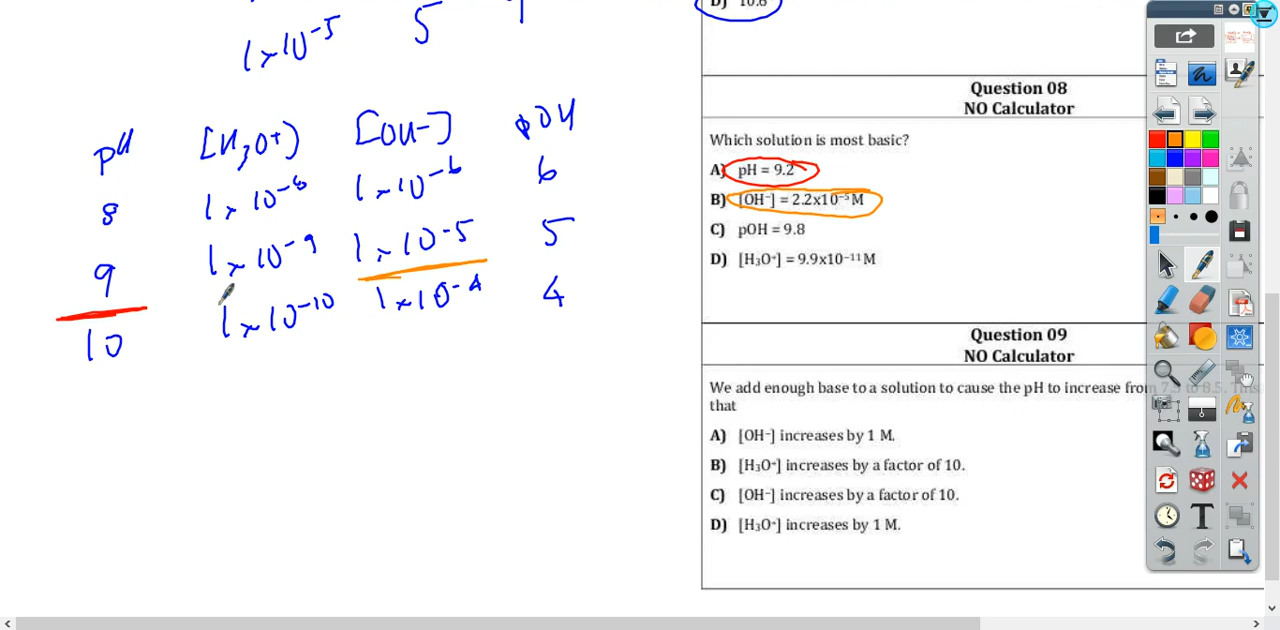 1 x 10⁻⁵ 5
pH [H₃O+] [OH-] pOH
8 1 x 10⁻⁸ 1 x 10⁻⁶ 6
9 1 x 10⁻⁹ 1 x 10⁻⁵ 5
10 1 x 10⁻¹⁰ 1 x 10⁻⁴ 4
D) 10.6
Question 08
NO Calculator
Which solution is most basic?
A) pH = 9.2
B) [OH⁻] = 2.2x10⁻⁵ M
C) pOH = 9.8
D) [H₃O⁺] = 9.9x10⁻¹¹ M
Question 09
NO Calculator
We add enough base to a solution to cause the pH to increase from 7.5 to 8.5. This
that
A) [OH⁻] increases by 1 M.
B) [H₃O⁺] increases by a factor of 10.
C) [OH⁻] increases by a factor of 10.
D) [H₃O⁺] increases by 1 M.
T